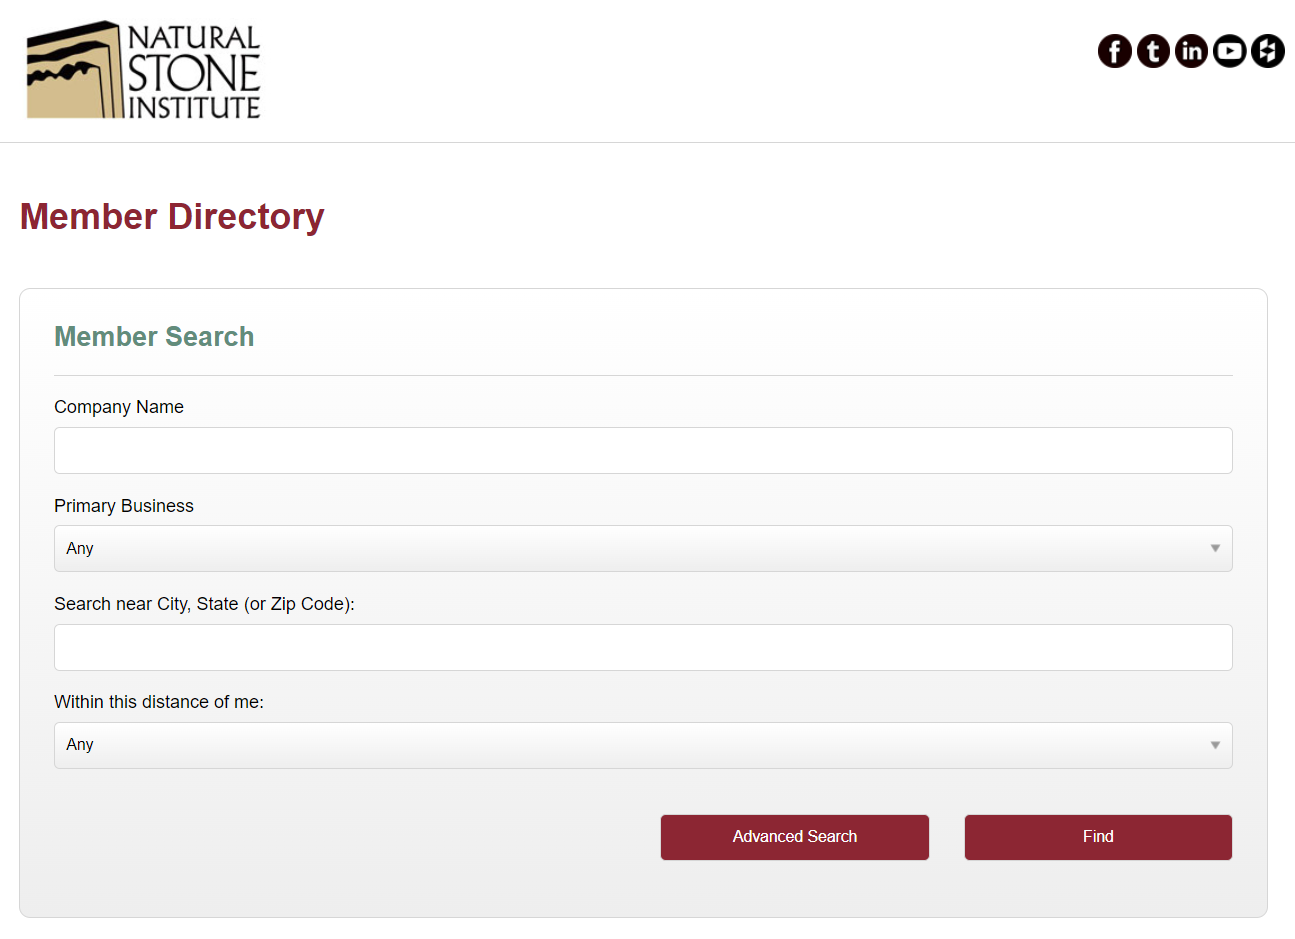 NATURAL
STONE
INSTITUTE
Member Directory
Member Search
Company Name
Primary Business
Any
Search near City, State (or Zip Code):
Within this distance of me:
Any
Advanced Search
Find